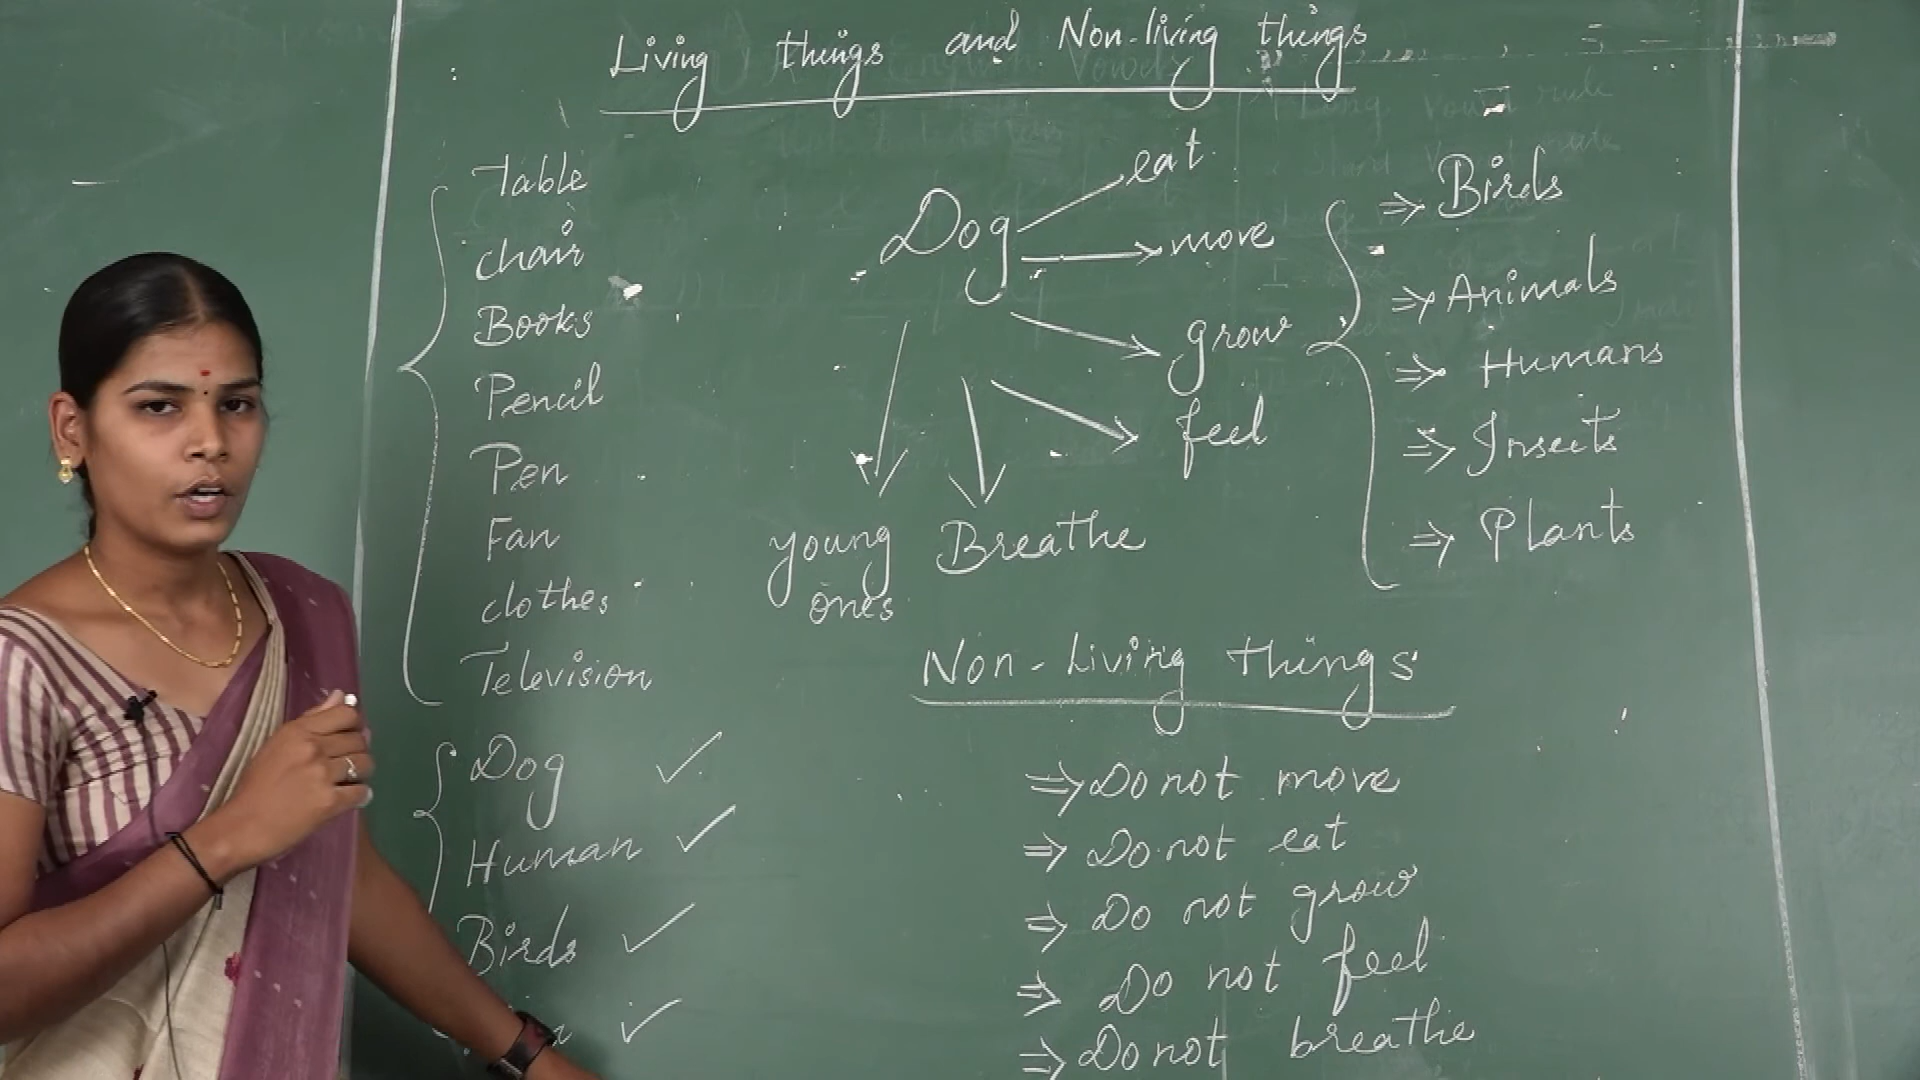 Living things and Non-living things
Table
chair
Books
Pencil
Pen
Fan
clothes
Television
Dog
Human
Birds
Dog
eat
move
grow
feel
Breathe
young
ones
⇒ Birds
⇒ Animals
⇒ Humans
⇒ Insects
⇒ Plants
Non-Living things
⇒ Do not move
⇒ Do not eat
⇒ Do not grow
⇒ Do not feel
⇒ Do not breathe